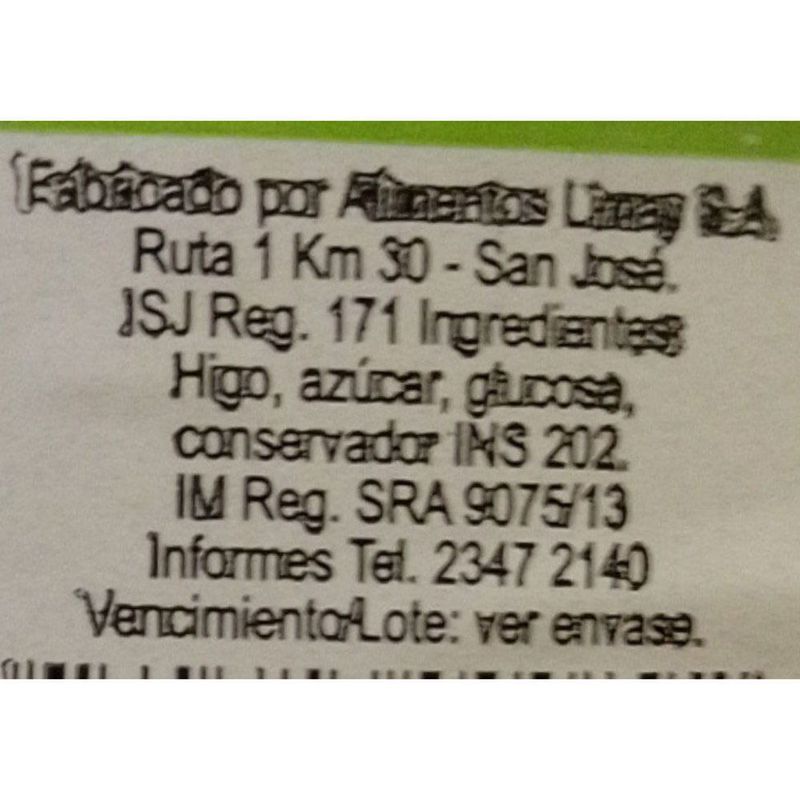 Fabricado por Alimentos Limay S.A.
Ruta 1 Km 30 - San José.
ISJ Reg. 171 Ingredientes:
Higo, azúcar, glucosa,
conservador INS 202.
IM Reg. SRA 9075/13
Informes Tel. 2347 2140
Vencimiento/Lote: ver envase.